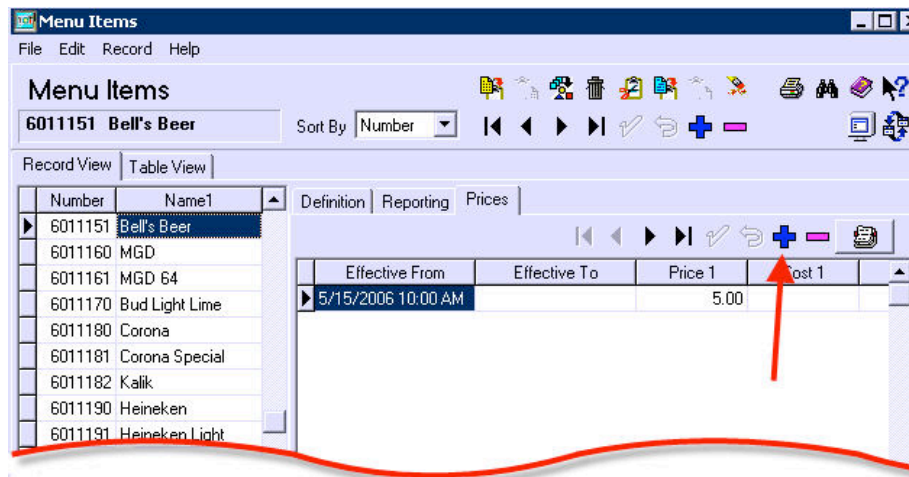 Menu Items
File Edit Record Help
Menu Items
6011151 Bell's Beer
Sort By Number
Record View Table View
Definition Reporting Prices
Number Name1
6011151 Bell's Beer
6011160 MGD
6011161 MGD 64
6011170 Bud Light Lime
6011180 Corona
6011181 Corona Special
6011182 Kalik
6011190 Heineken
6011191 Heineken Light
Effective From Effective To Price 1 Cost 1
5/15/2006 10:00 AM 5.00